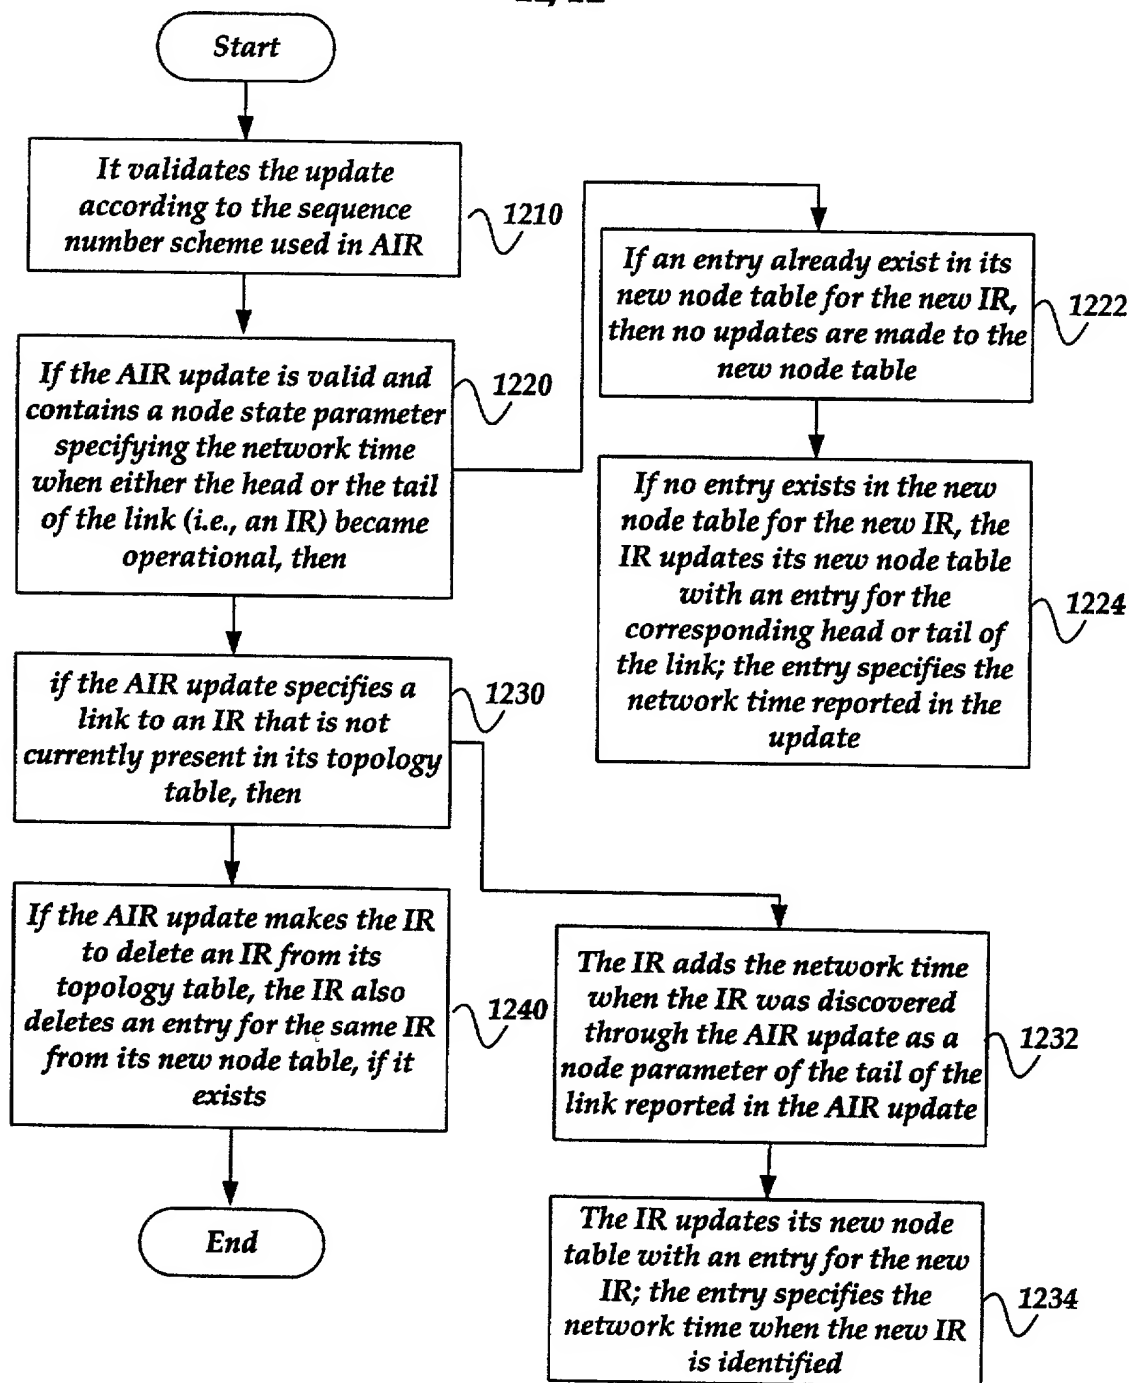 Start
It validates the update
according to the sequence
number scheme used in AIR
1210
If the AIR update is valid and
contains a node state parameter
specifying the network time
when either the head or the tail
of the link (i.e., an IR) became
operational, then
1220
If an entry already exist in its
new node table for the new IR,
then no updates are made to the
new node table
1222
If no entry exists in the new
node table for the new IR, the
IR updates its new node table
with an entry for the
corresponding head or tail of
the link; the entry specifies the
network time reported in the
update
1224
if the AIR update specifies a
link to an IR that is not
currently present in its topology
table, then
1230
The IR adds the network time
when the IR was discovered
through the AIR update as a
node parameter of the tail of the
link reported in the AIR update
1232
The IR updates its new node
table with an entry for the new
IR; the entry specifies the
network time when the new IR
is identified
1234
If the AIR update makes the IR
to delete an IR from its
topology table, the IR also
deletes an entry for the same IR
from its new node table, if it
exists
1240
End